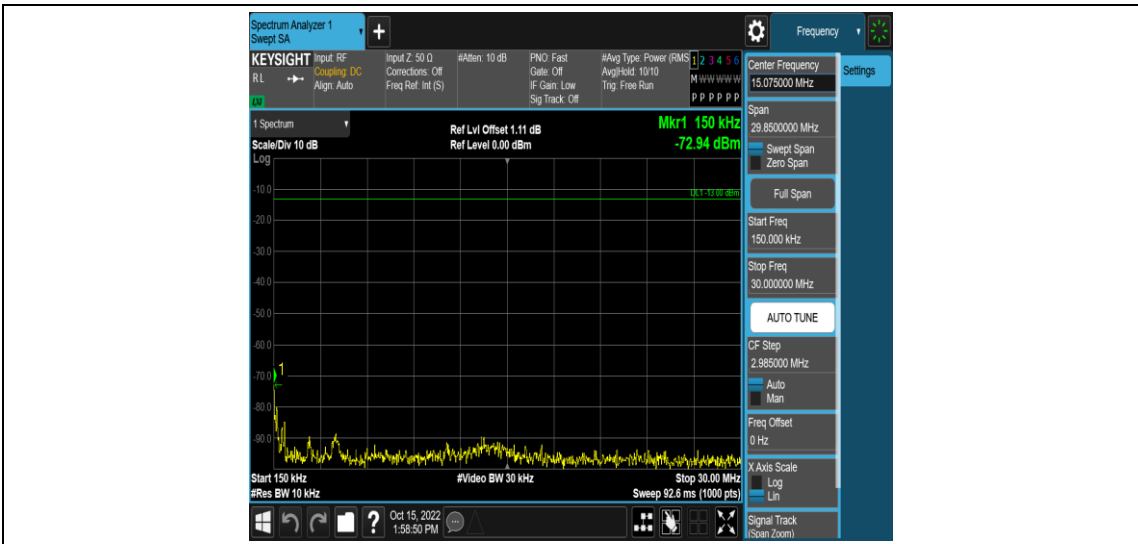 Spectrum Analyzer 1
Swept SA
+
Frequency
KEYSIGHT
RL
LXI
Input: RF
Coupling: DC
Align: Auto
Input Z: 50 Ω
Corrections: Off
Freq Ref: Int (S)
#Atten: 10 dB
PNO: Fast
Gate: Off
IF Gain: Low
Sig Track: Off
#Avg Type: Power (RMS
Avg|Hold: 10/10
Trig: Free Run
1 2 3 4 5 6
M W W W W W
P P P P P P
Center Frequency
15.075000 MHz
Settings
Span
29.8500000 MHz
Swept Span
Zero Span
Full Span
Start Freq
150.000 kHz
Stop Freq
30.000000 MHz
AUTO TUNE
CF Step
2.985000 MHz
Auto
Man
Freq Offset
0 Hz
X Axis Scale
Log
Lin
Signal Track
(Span Zoom)
1 Spectrum
Scale/Div 10 dB
Log
Ref Lvl Offset 1.11 dB
Ref Level 0.00 dBm
Mkr1 150 kHz
-72.94 dBm
DL1 -13.00 dBm
-10.0
-20.0
-30.0
-40.0
-50.0
-60.0
-70.0
-80.0
-90.0
1
Start 150 kHz
#Res BW 10 kHz
#Video BW 30 kHz
Stop 30.00 MHz
Sweep 92.6 ms (1000 pts)
?
Oct 15, 2022
1:58:50 PM